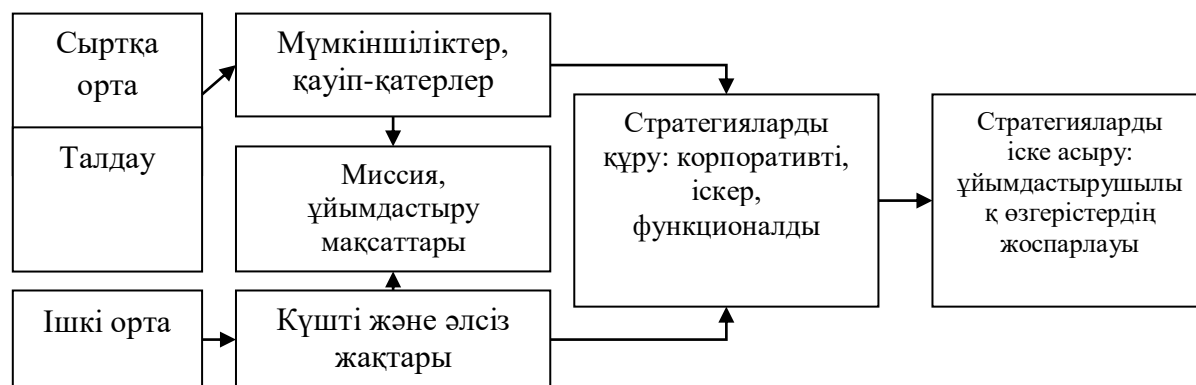 Сыртқа
орта
Талдау
Ішкі орта
Мүмкіншіліктер,
қауіп-қатерлер
Миссия,
ұйымдастыру
мақсаттары
Күшті және әлсіз
жақтары
Стратегияларды
құру: корпоративті,
іскер,
функционалды
Стратегияларды
іске асыру:
ұйымдастырушылы
қ өзгерістердің
жоспарлауы